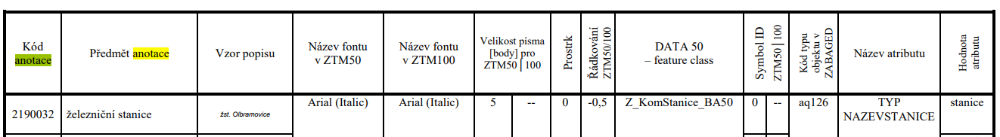 Kód anotace
Předmět anotace
Vzor popisu
Název fontu v ZTM50
Název fontu v ZTM100
Velikost písma [body] pro ZTM50 | 100
Prostrk
Řádkování ZTM50/100
DATA 50 – feature class
Symbol ID ZTM50 | 100
Kód typu objektu v ZABAGED
Název atributu
Hodnota atributu
2190032
železniční stanice
žst. Olbramovice
Arial (Italic)
Arial (Italic)
5
--
0
-0,5
Z_KomStanice_BA50
0
--
aq126
TYP
NAZEVSTANICE
stanice